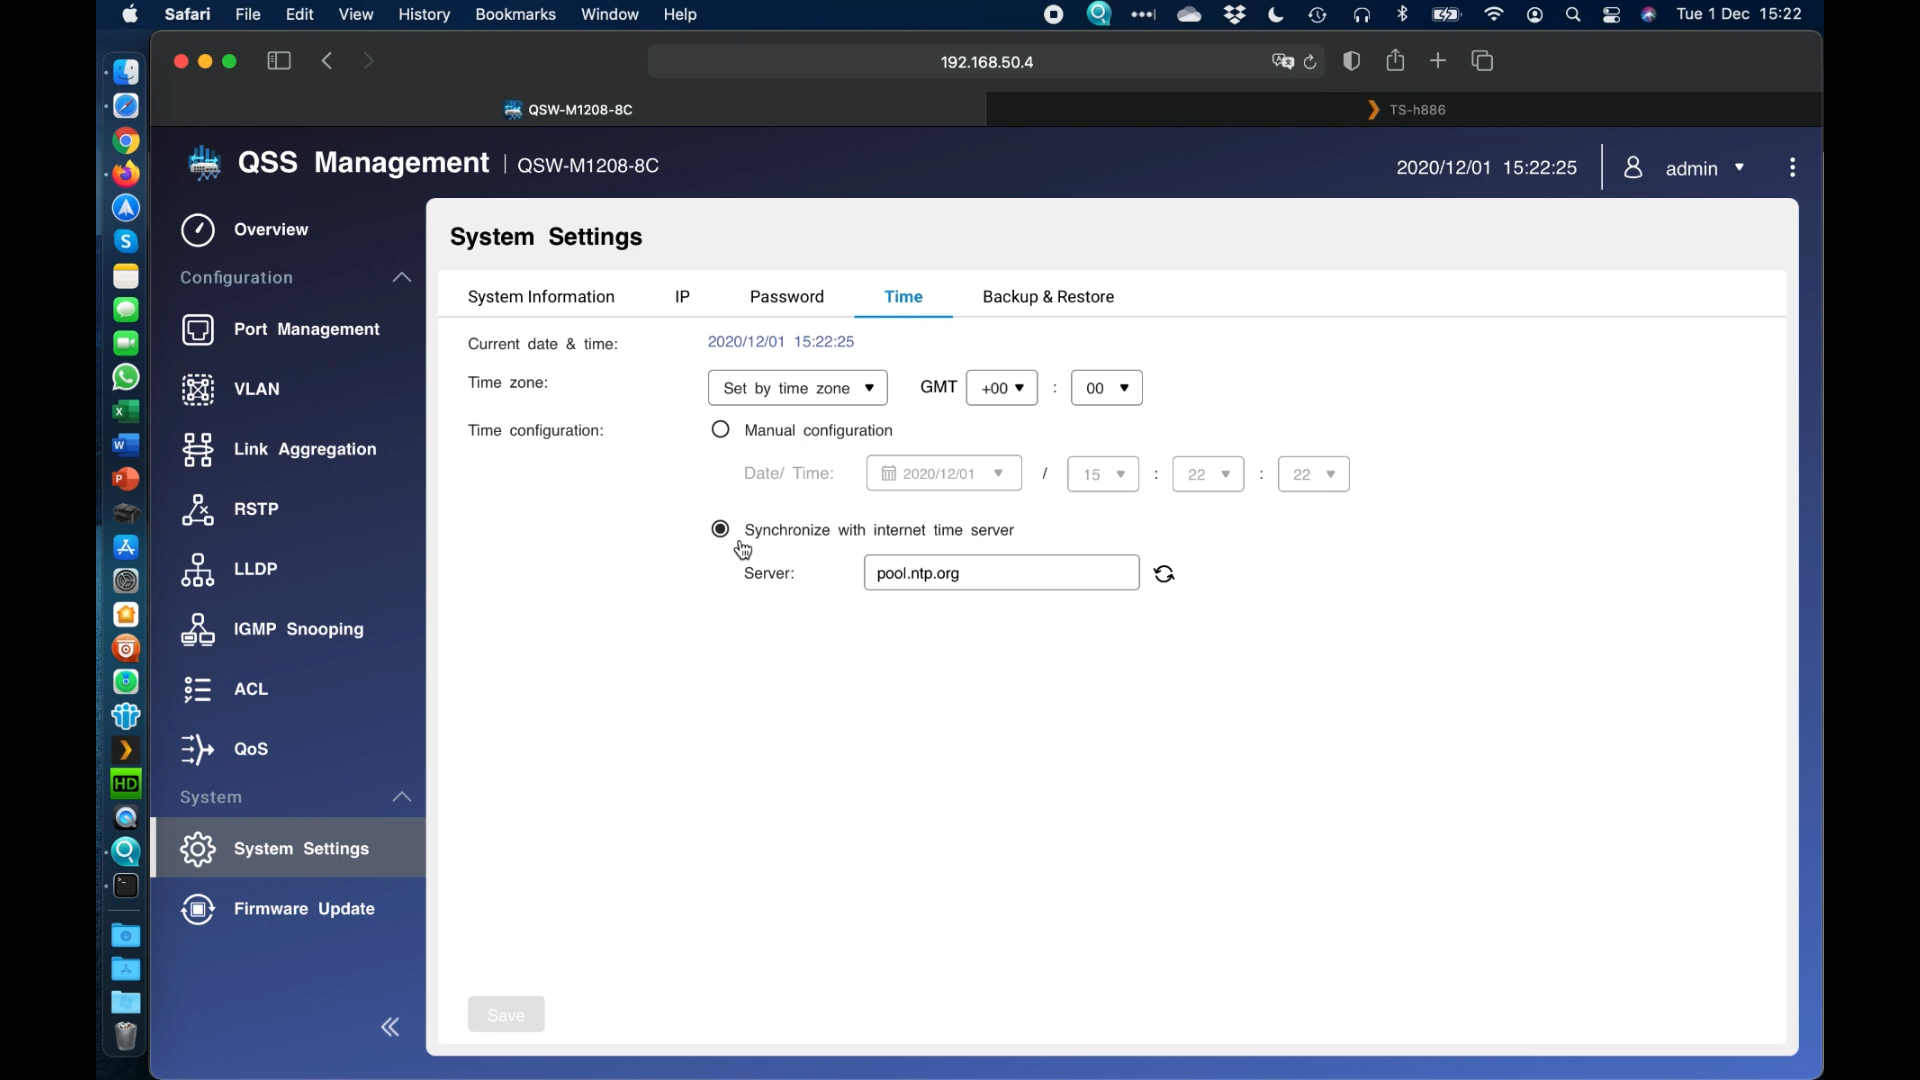 Safari File Edit View History Bookmarks Window Help Tue 1 Dec 15:22
192.168.50.4
QSW-M1208-8C TS-h886
QSS Management | QSW-M1208-8C 2020/12/01 15:22:25 admin
Overview
Configuration
Port Management
VLAN
Link Aggregation
RSTP
LLDP
IGMP Snooping
ACL
QoS
System
System Settings
Firmware Update
System Settings
System Information IP Password Time Backup & Restore
Current date & time: 2020/12/01 15:22:25
Time zone: Set by time zone GMT +00 : 00
Time configuration: Manual configuration
Date/ Time: 2020/12/01 / 15 : 22 : 22
Synchronize with internet time server
Server: pool.ntp.org
Save
HD